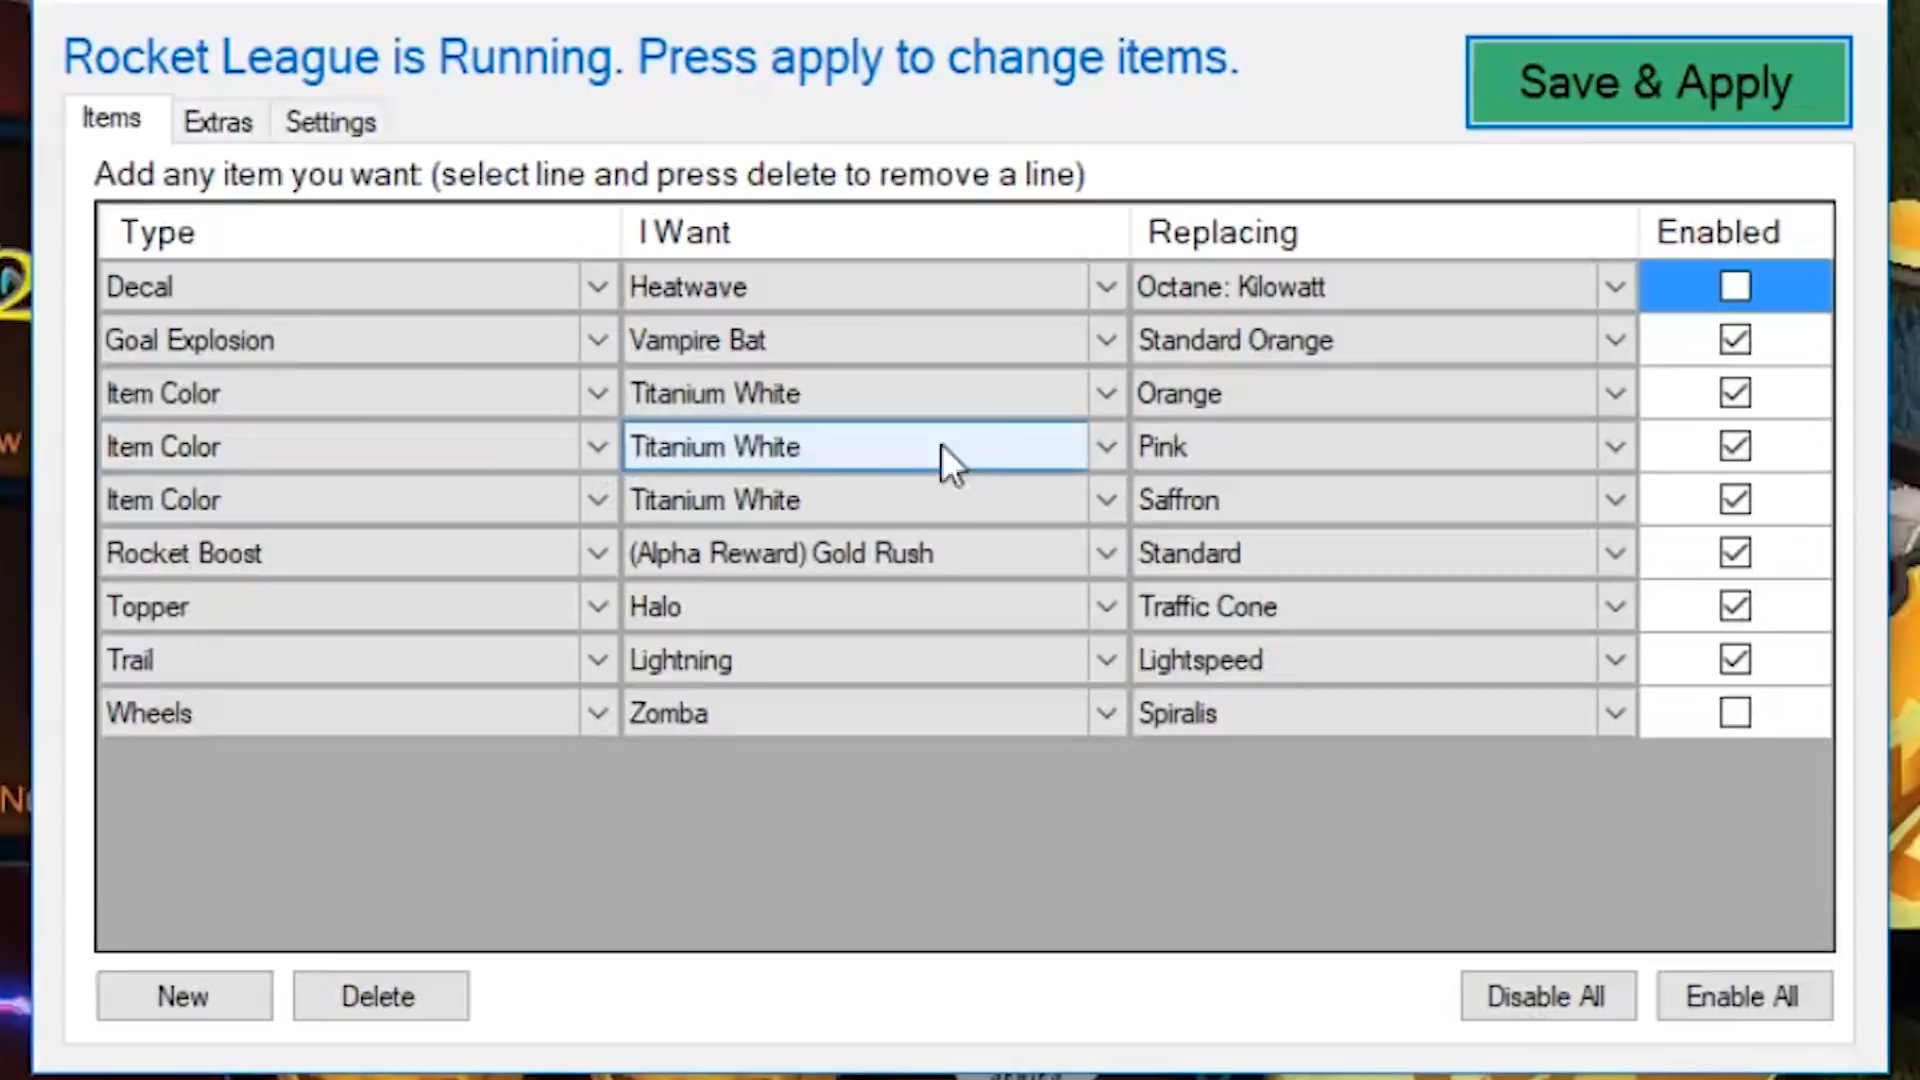 Rocket League is Running. Press apply to change items.
Save & Apply
Items Extras Settings
Add any item you want (select line and press delete to remove a line)
Type I Want Replacing Enabled
Decal Heatwave Octane: Kilowatt
Goal Explosion Vampire Bat Standard Orange
Item Color Titanium White Orange
Item Color Titanium White Pink
Item Color Titanium White Saffron
Rocket Boost (Alpha Reward) Gold Rush Standard
Topper Halo Traffic Cone
Trail Lightning Lightspeed
Wheels Zomba Spiralis
New Delete Disable All Enable All